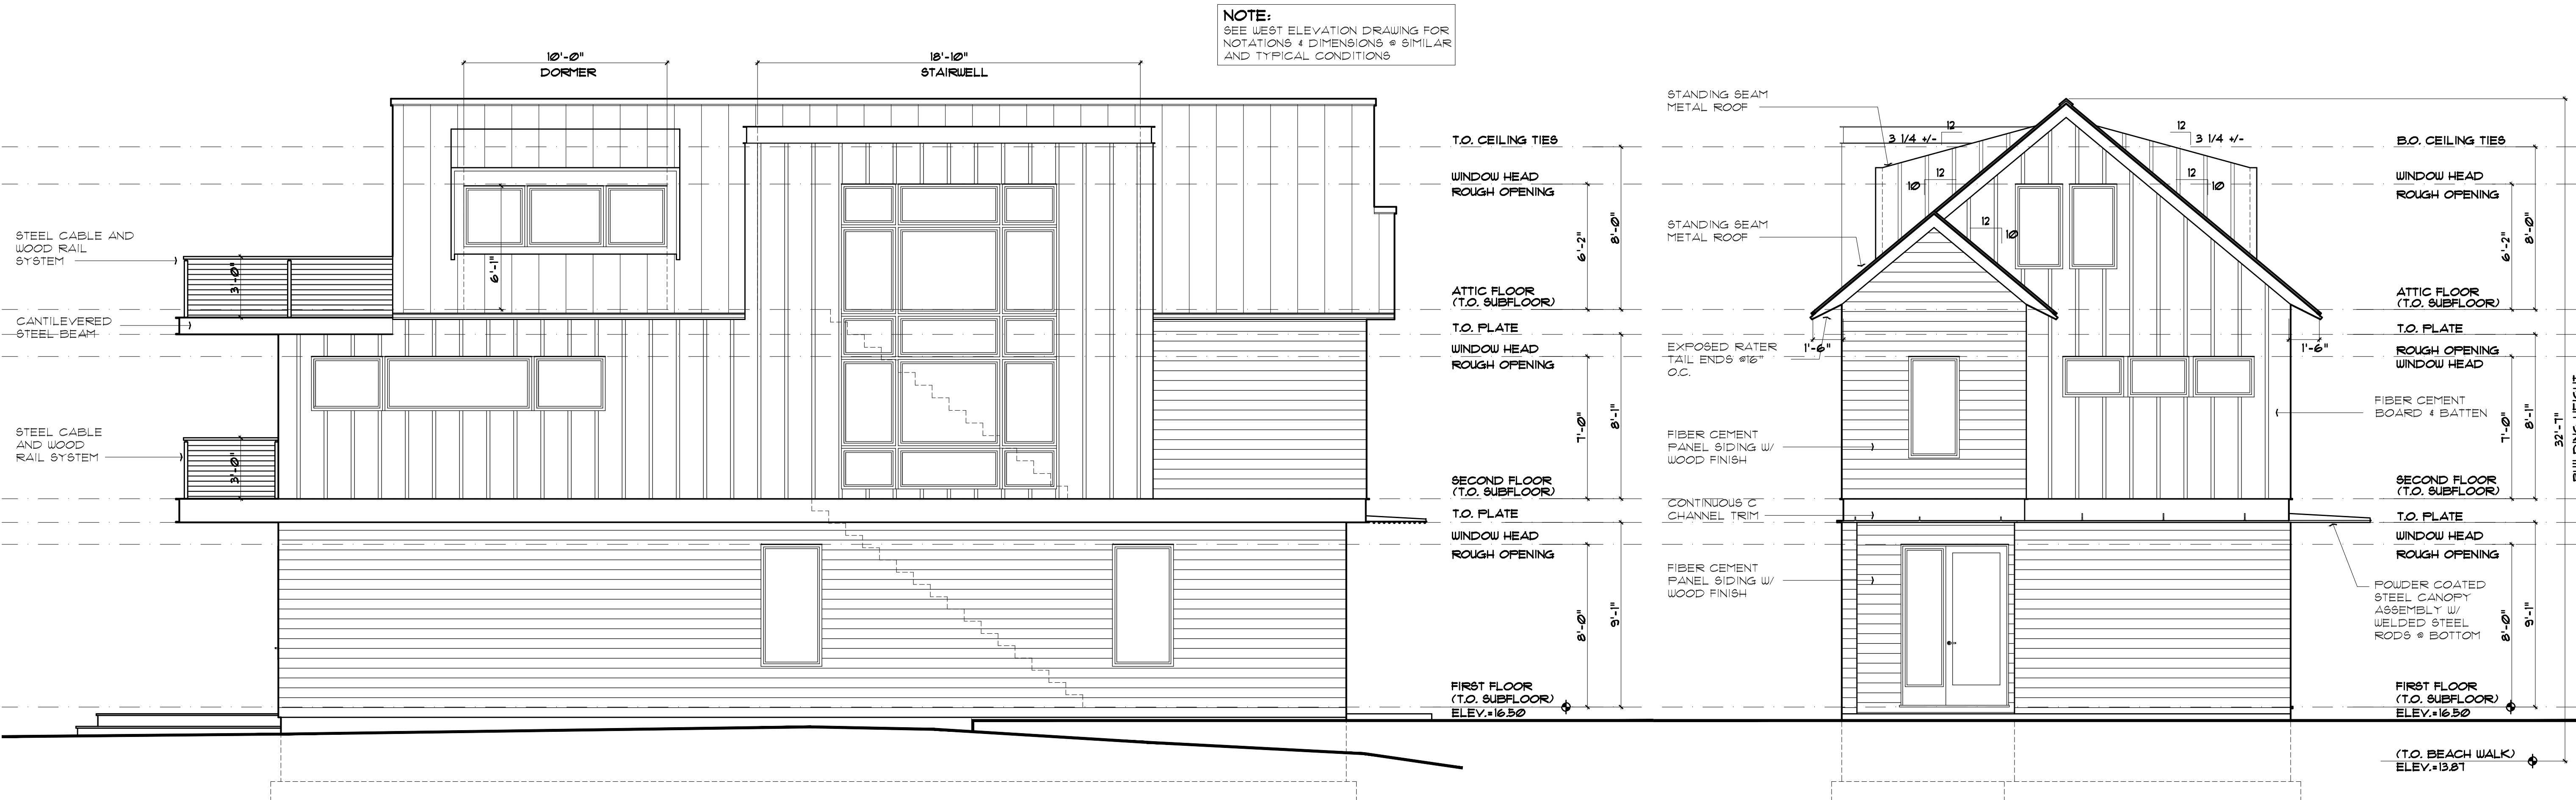 NOTE:
SEE WEST ELEVATION DRAWING FOR
NOTATIONS & DIMENSIONS @ SIMILAR
AND TYPICAL CONDITIONS
10'-0"
DORMER
18'-10"
STAIRWELL
STEEL CABLE AND
WOOD RAIL
SYSTEM
3'-0"
6'-1"
CANTILEVERED
STEEL BEAM
STEEL CABLE
AND WOOD
RAIL SYSTEM
3'-0"
T.O. CEILING TIES
WINDOW HEAD
ROUGH OPENING
6'-2"
8'-0"
ATTIC FLOOR
(T.O. SUBFLOOR)
T.O. PLATE
WINDOW HEAD
ROUGH OPENING
7'-0"
8'-1"
SECOND FLOOR
(T.O. SUBFLOOR)
T.O. PLATE
WINDOW HEAD
ROUGH OPENING
8'-0"
9'-1"
FIRST FLOOR
(T.O. SUBFLOOR)
ELEV.=16.50
STANDING SEAM
METAL ROOF
STANDING SEAM
METAL ROOF
EXPOSED RATER
TAIL ENDS @16"
O.C.
FIBER CEMENT
PANEL SIDING W/
WOOD FINISH
CONTINUOUS C
CHANNEL TRIM
FIBER CEMENT
PANEL SIDING W/
WOOD FINISH
12
3 1/4 +/-
12
3 1/4 +/-
12
10
12
10
12
10
1'-6"
1'-6"
FIBER CEMENT
BOARD & BATTEN
POWDER COATED
STEEL CANOPY
ASSEMBLY W/
WELDED STEEL
RODS @ BOTTOM
B.O. CEILING TIES
WINDOW HEAD
ROUGH OPENING
6'-2"
8'-0"
ATTIC FLOOR
(T.O. SUBFLOOR)
T.O. PLATE
ROUGH OPENING
WINDOW HEAD
7'-0"
8'-1"
SECOND FLOOR
(T.O. SUBFLOOR)
T.O. PLATE
WINDOW HEAD
ROUGH OPENING
8'-0"
9'-1"
FIRST FLOOR
(T.O. SUBFLOOR)
ELEV.=16.50
(T.O. BEACH WALK)
ELEV.=13.87
32'-7"